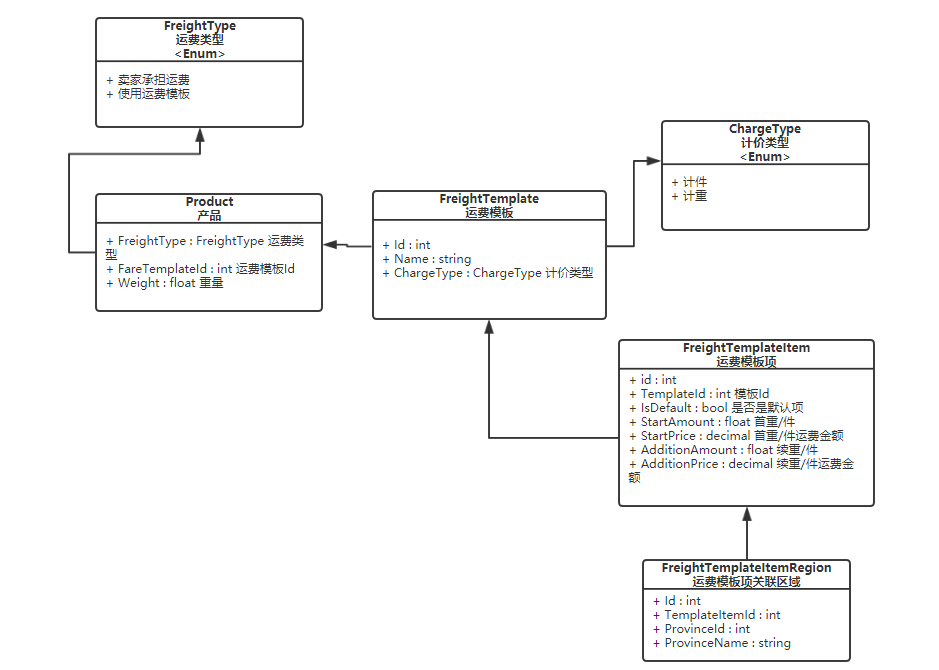 FreightType
运费类型
<Enum>
+ 卖家承担运费
+ 使用运费模板
ChargeType
计价类型
<Enum>
+ 计件
+ 计重
Product
产品
+ FreightType : FreightType 运费类
型
+ FareTemplateId : int 运费模板Id
+ Weight : float 重量
FreightTemplate
运费模板
+ Id : int
+ Name : string
+ ChargeType : ChargeType 计价类型
FreightTemplateItem
运费模板项
+ id : int
+ TemplateId : int 模板Id
+ IsDefault : bool 是否是默认项
+ StartAmount : float 首重/件
+ StartPrice : decimal 首重/件运费金额
+ AdditionAmount : float 续重/件
+ AdditionPrice : decimal 续重/件运费金
额
FreightTemplateItemRegion
运费模板项关联区域
+ Id : int
+ TemplateItemId : int
+ ProvinceId : int
+ ProvinceName : string